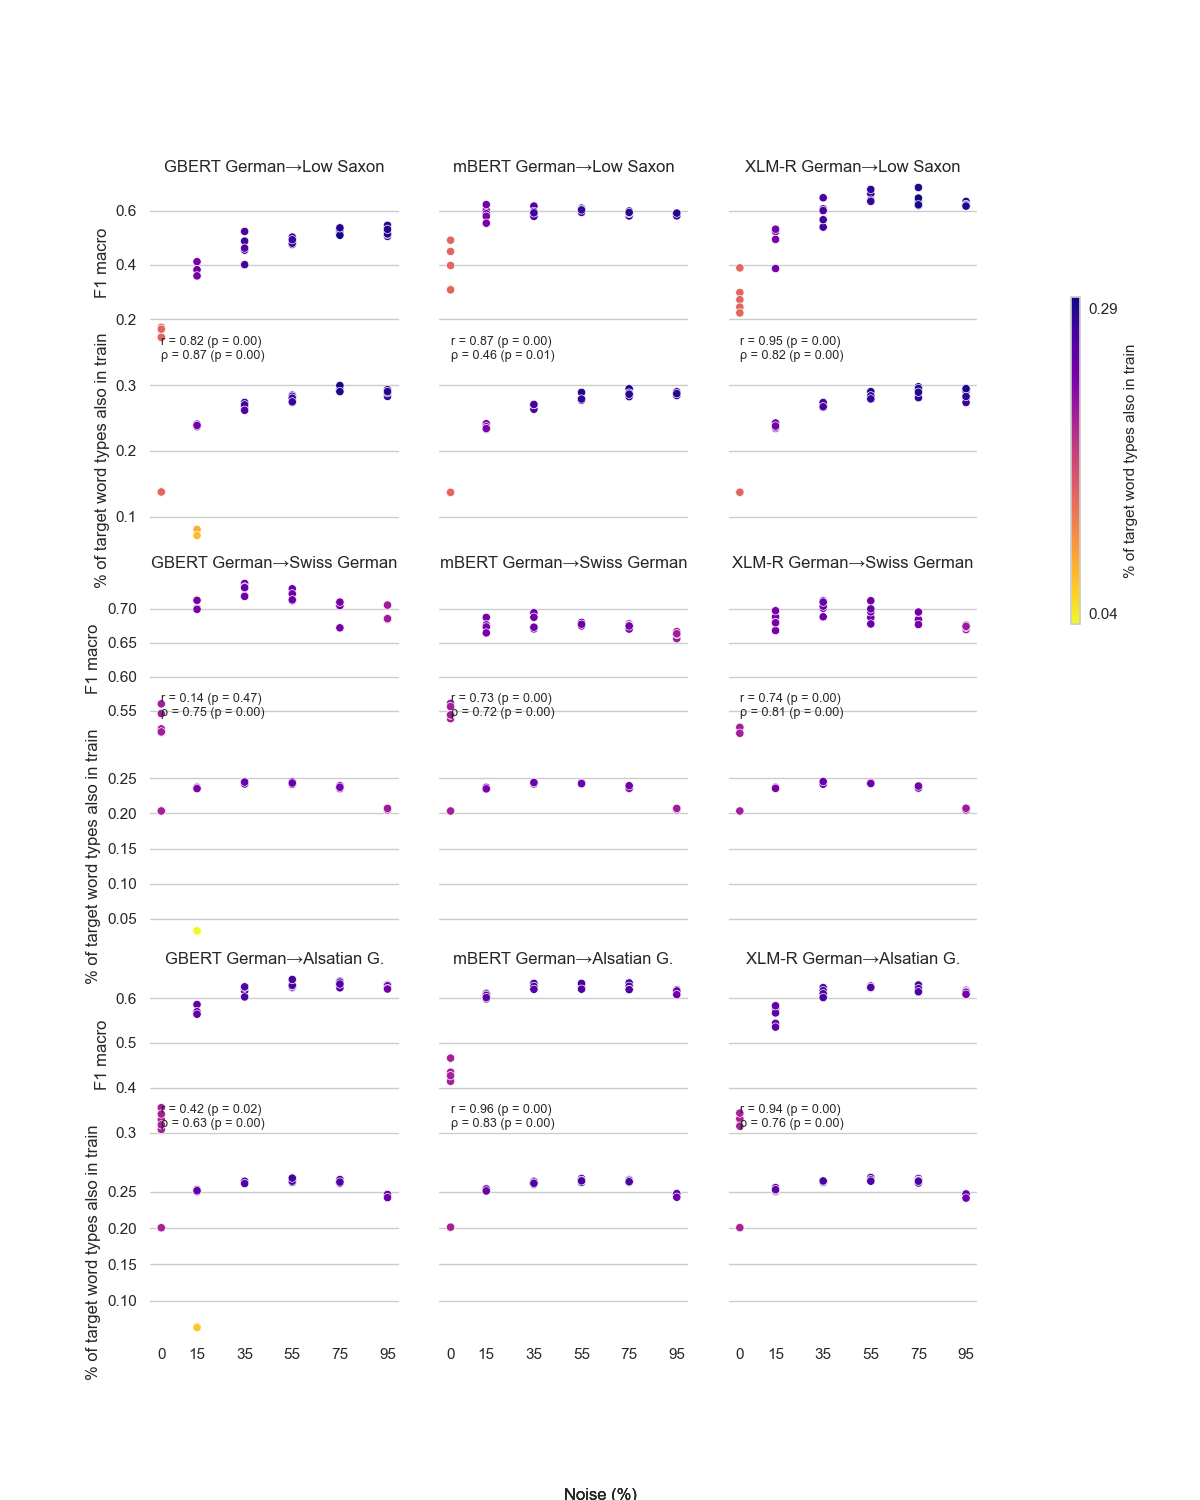 GBERT German→Low Saxon
mBERT German→Low Saxon
XLM-R German→Low Saxon
F1 macro
0.6
0.4
0.2
r = 0.82 (p = 0.00)
ρ = 0.87 (p = 0.00)
r = 0.87 (p = 0.00)
ρ = 0.46 (p = 0.01)
r = 0.95 (p = 0.00)
ρ = 0.82 (p = 0.00)
% of target word types also in train
0.3
0.2
0.1
GBERT German→Swiss German
mBERT German→Swiss German
XLM-R German→Swiss German
F1 macro
0.70
0.65
0.60
0.55
r = 0.14 (p = 0.47)
ρ = 0.75 (p = 0.00)
r = 0.73 (p = 0.00)
ρ = 0.72 (p = 0.00)
r = 0.74 (p = 0.00)
ρ = 0.81 (p = 0.00)
% of target word types also in train
0.25
0.20
0.15
0.10
0.05
GBERT German→Alsatian G.
mBERT German→Alsatian G.
XLM-R German→Alsatian G.
F1 macro
0.6
0.5
0.4
0.3
r = 0.42 (p = 0.02)
ρ = 0.63 (p = 0.00)
r = 0.96 (p = 0.00)
ρ = 0.83 (p = 0.00)
r = 0.94 (p = 0.00)
ρ = 0.76 (p = 0.00)
% of target word types also in train
0.25
0.20
0.15
0.10
0 15 35 55 75 95
0 15 35 55 75 95
0 15 35 55 75 95
Noise (%)
0.29
0.04
% of target word types also in train